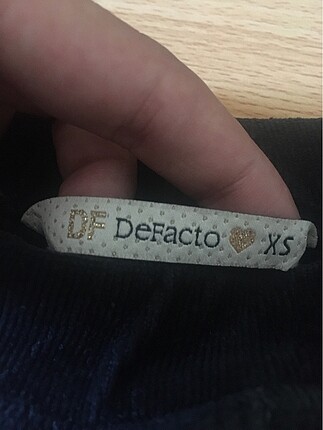 DF DeFacto XS